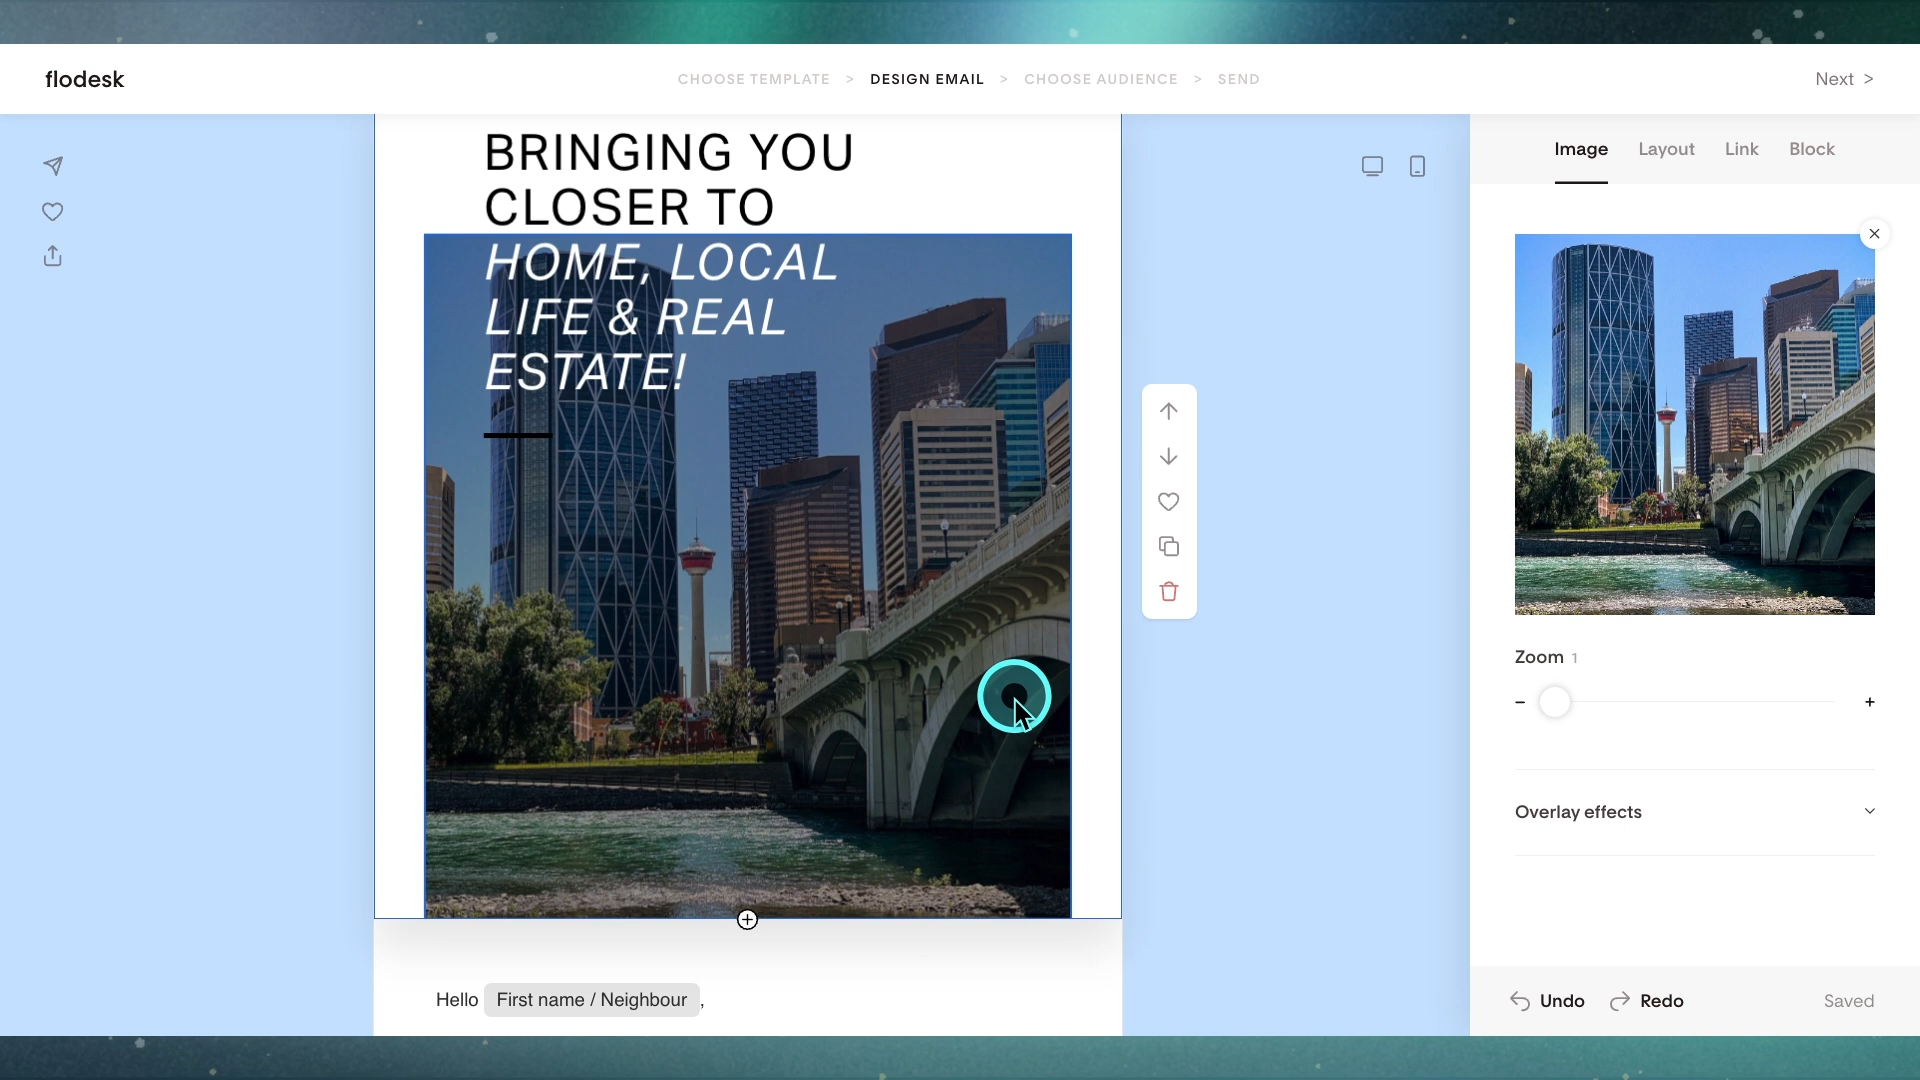 flodesk
CHOOSE TEMPLATE > DESIGN EMAIL > CHOOSE AUDIENCE > SEND
Next >
BRINGING YOU
CLOSER TO
HOME, LOCAL
LIFE & REAL
ESTATE!
Hello First name / Neighbour ,
Image Layout Link Block
Zoom 1
Overlay effects
Undo Redo Saved